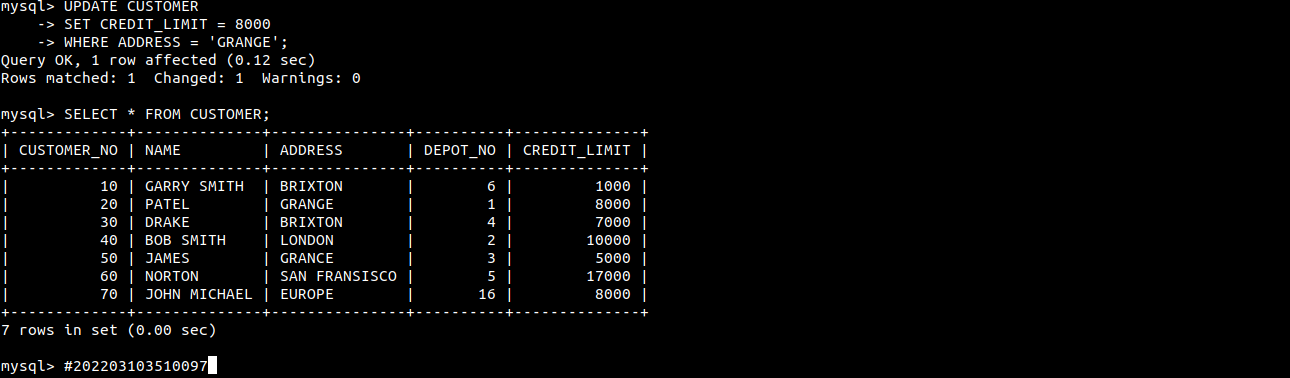 mysql> UPDATE CUSTOMER
    -> SET CREDIT_LIMIT = 8000
    -> WHERE ADDRESS = 'GRANGE';
Query OK, 1 row affected (0.12 sec)
Rows matched: 1  Changed: 1  Warnings: 0

mysql> SELECT * FROM CUSTOMER;
+-------------+--------------+---------------+----------+--------------+
| CUSTOMER_NO | NAME         | ADDRESS       | DEPOT_NO | CREDIT_LIMIT |
+-------------+--------------+---------------+----------+--------------+
|          10 | GARRY SMITH  | BRIXTON       |        6 |         1000 |
|          20 | PATEL        | GRANGE        |        1 |         8000 |
|          30 | DRAKE        | BRIXTON       |        4 |         7000 |
|          40 | BOB SMITH    | LONDON        |        2 |        10000 |
|          50 | JAMES        | GRANCE        |        3 |         5000 |
|          60 | NORTON       | SAN FRANSISCO |        5 |        17000 |
|          70 | JOHN MICHAEL | EUROPE        |       16 |         8000 |
+-------------+--------------+---------------+----------+--------------+
7 rows in set (0.00 sec)

mysql> #202203103510097